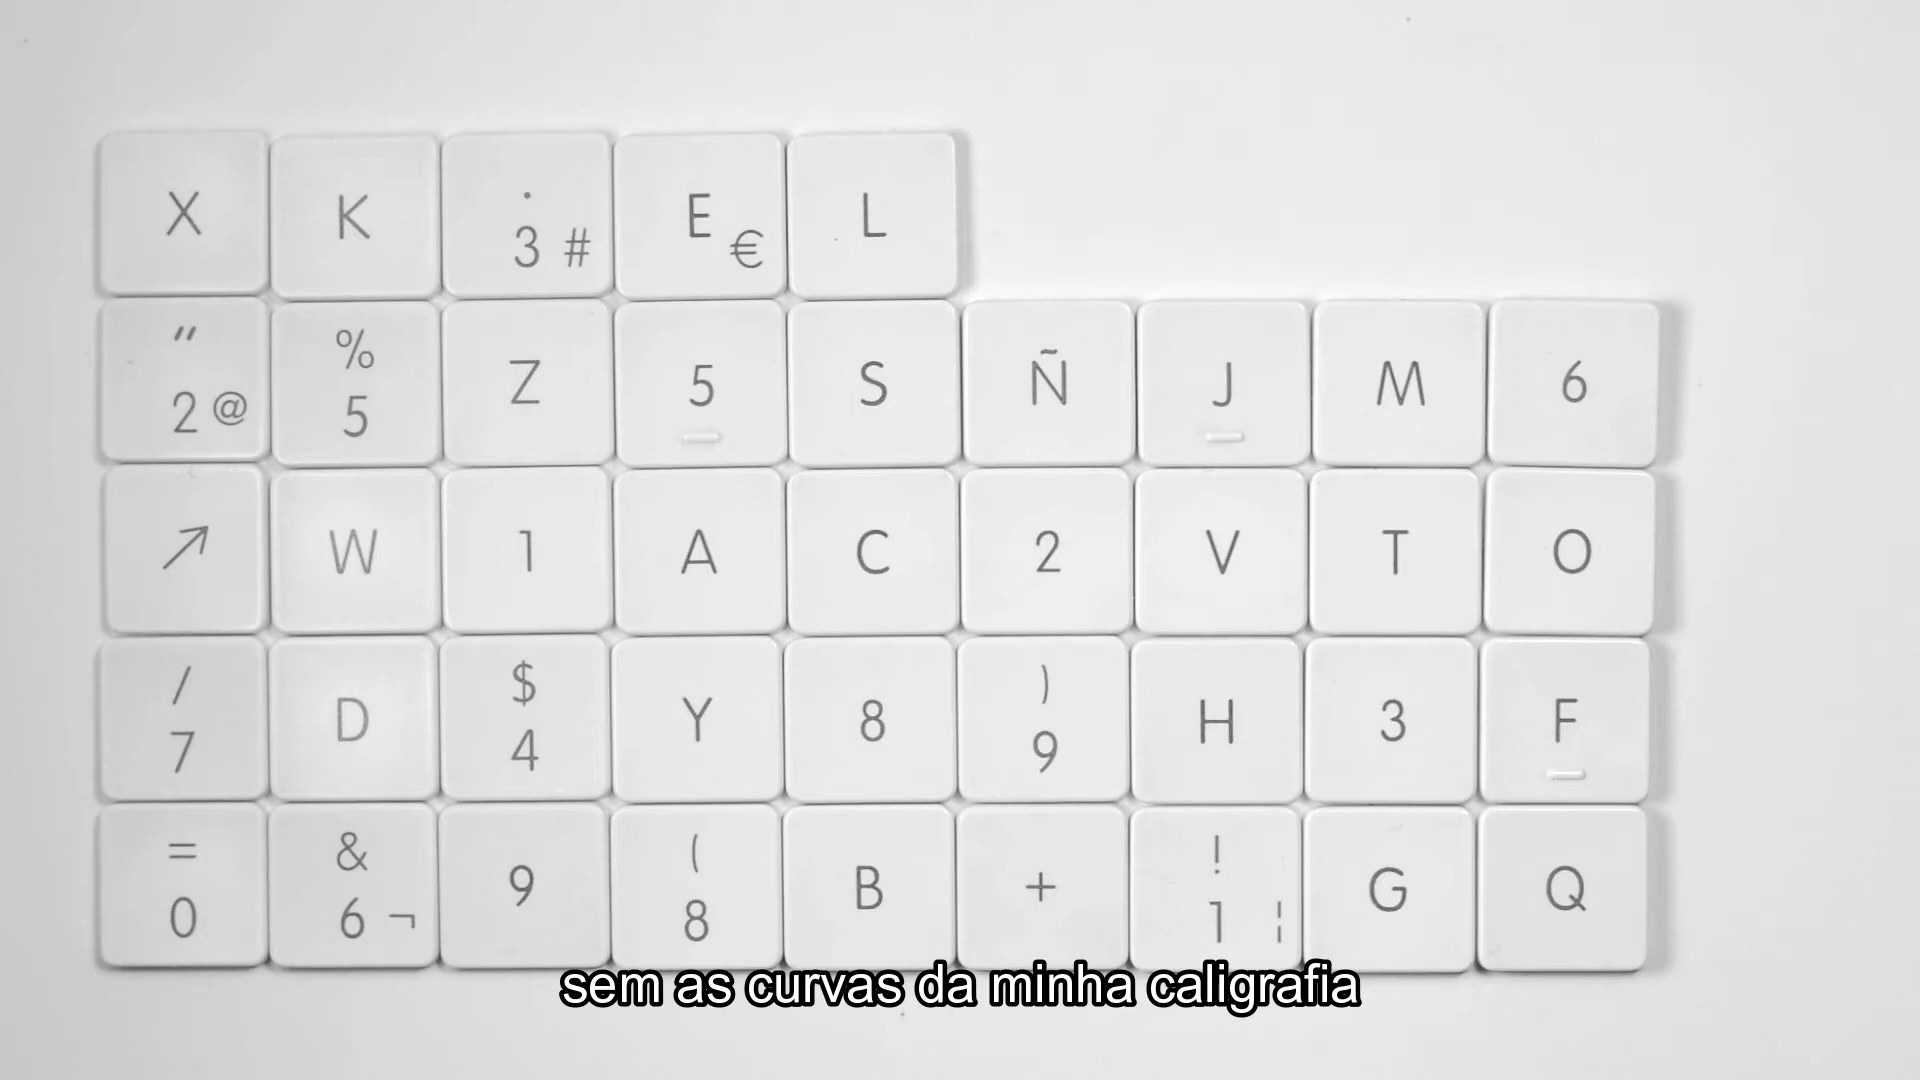 X K · 3 # E € L
" 2 @ % 5 Z 5 S Ñ J M 6
↗ W 1 A C 2 V T O
/ 7 D $ 4 Y 8 ) 9 H 3 F
= 0 & 6 ¬ 9 ( 8 B + ! 1 ¦ G Q
sem as curvas da minha caligrafia